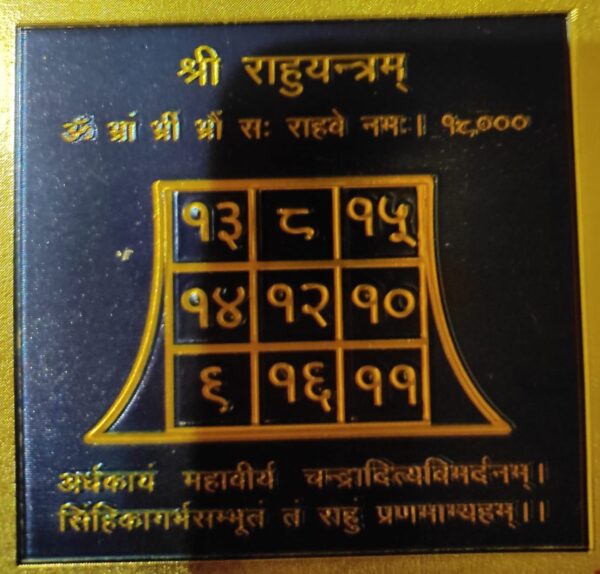 श्री राहुयन्त्रम्
ॐ भ्रां भ्रीं भ्रौं सः राहवे नमः। १८,०००
१३ ८ १५
१४ १२ १०
९ १६ ११
अर्धकायं महावीर्य चन्द्रादित्यविमर्दनम्।
सिंहिकागर्भसम्भूतं तं राहुं प्रणमाम्यहम्।।